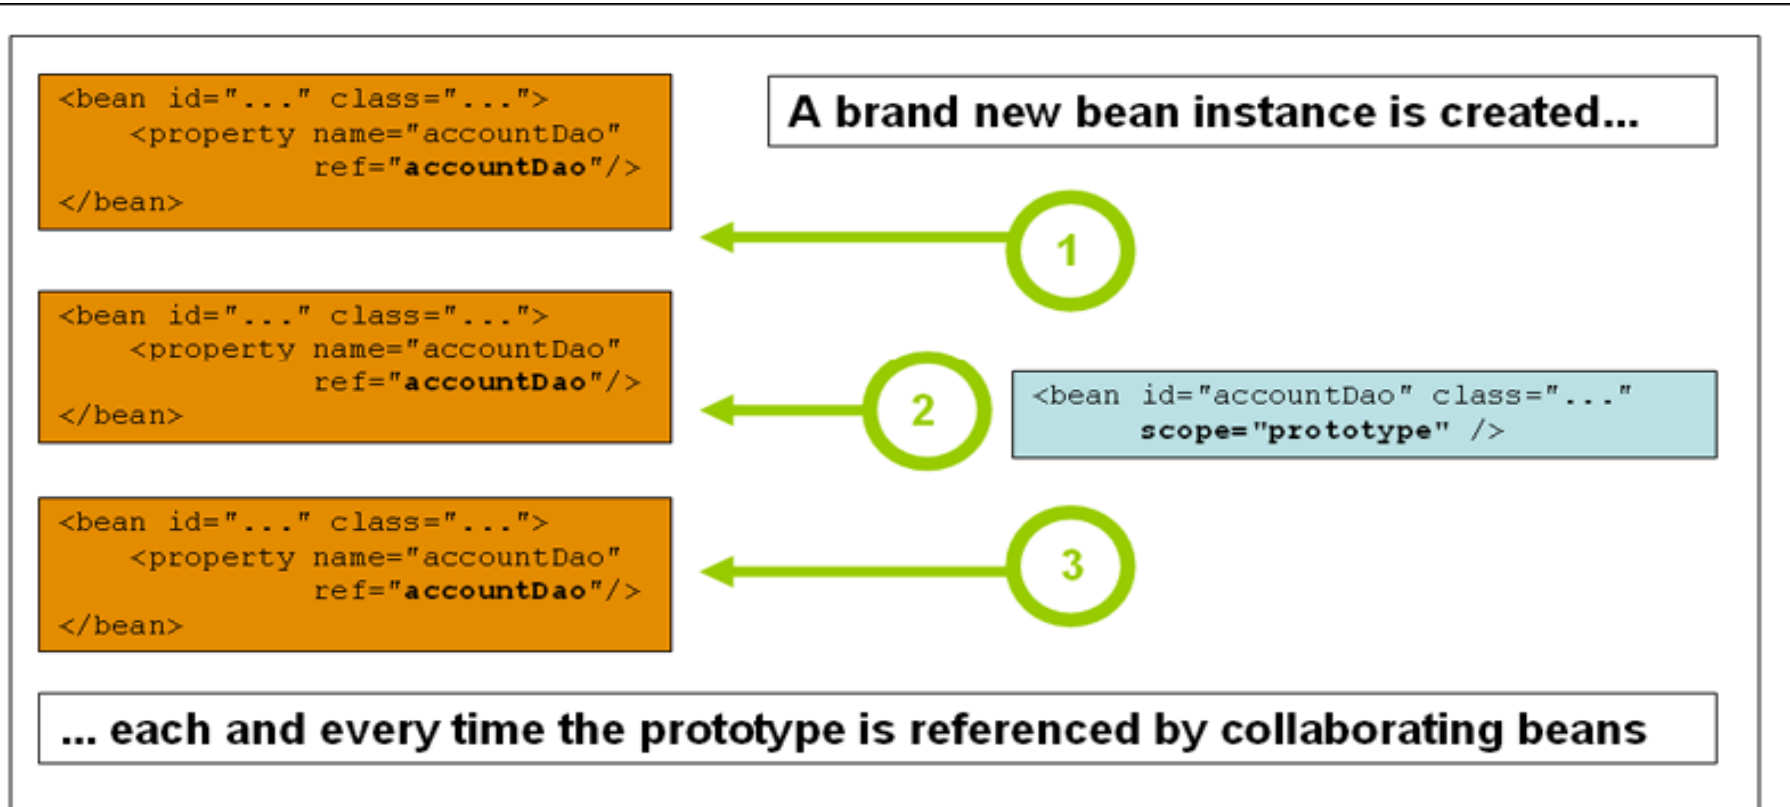 <bean id="..." class="...">
<property name="accountDao"
ref="accountDao"/>
</bean>
A brand new bean instance is created...
1
<bean id="..." class="...">
<property name="accountDao"
ref="accountDao"/>
</bean>
2
<bean id="accountDao" class="..."
scope="prototype" />
<bean id="..." class="...">
<property name="accountDao"
ref="accountDao"/>
</bean>
3
... each and every time the prototype is referenced by collaborating beans